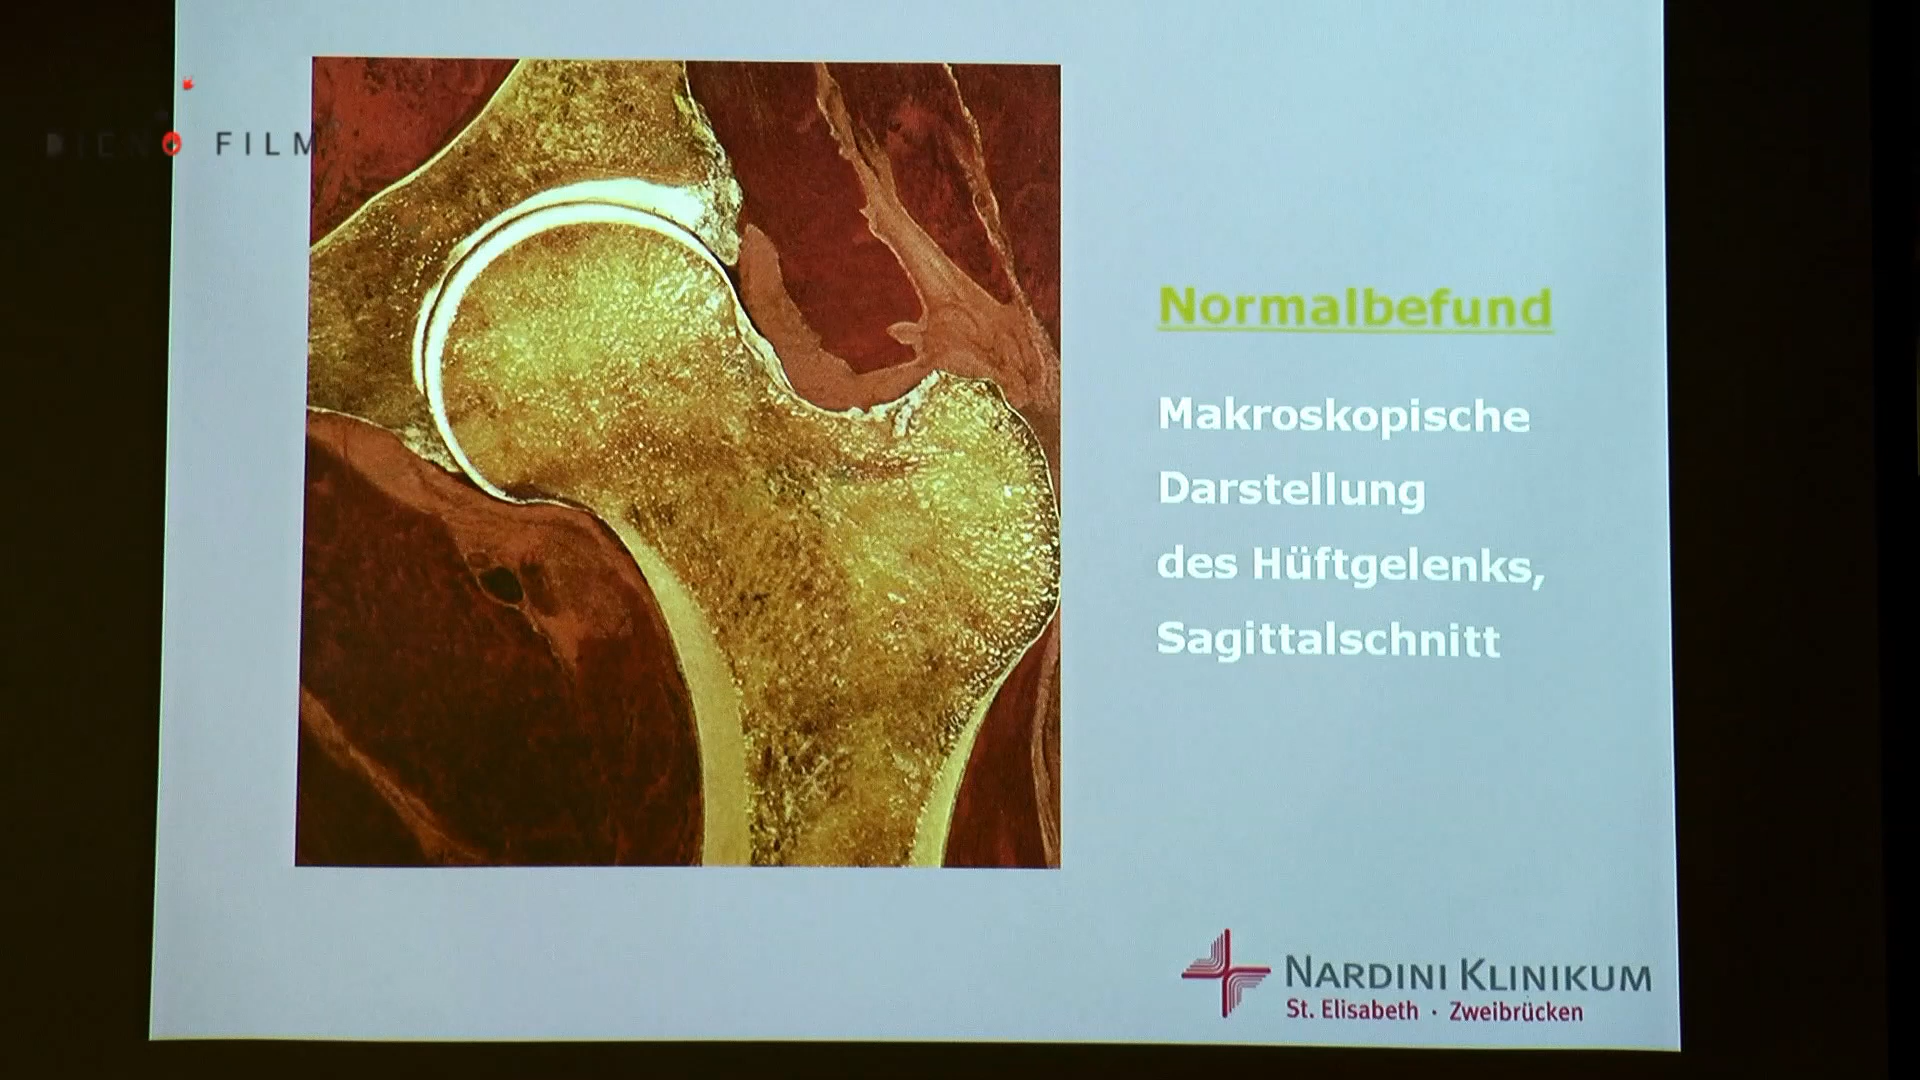 FILM
Normalbefund
Makroskopische
Darstellung
des Hüftgelenks,
Sagittalschnitt
NARDINI KLINIKUM
St. Elisabeth · Zweibrücken